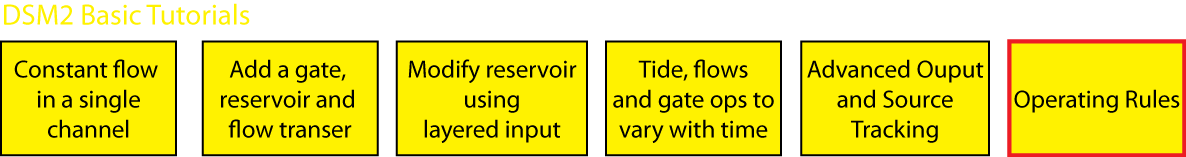 DSM2 Basic Tutorials
Constant flow
in a single
channel
Add a gate,
reservoir and
flow transer
Modify reservoir
using
layered input
Tide, flows
and gate ops to
vary with time
Advanced Ouput
and Source
Tracking
Operating Rules